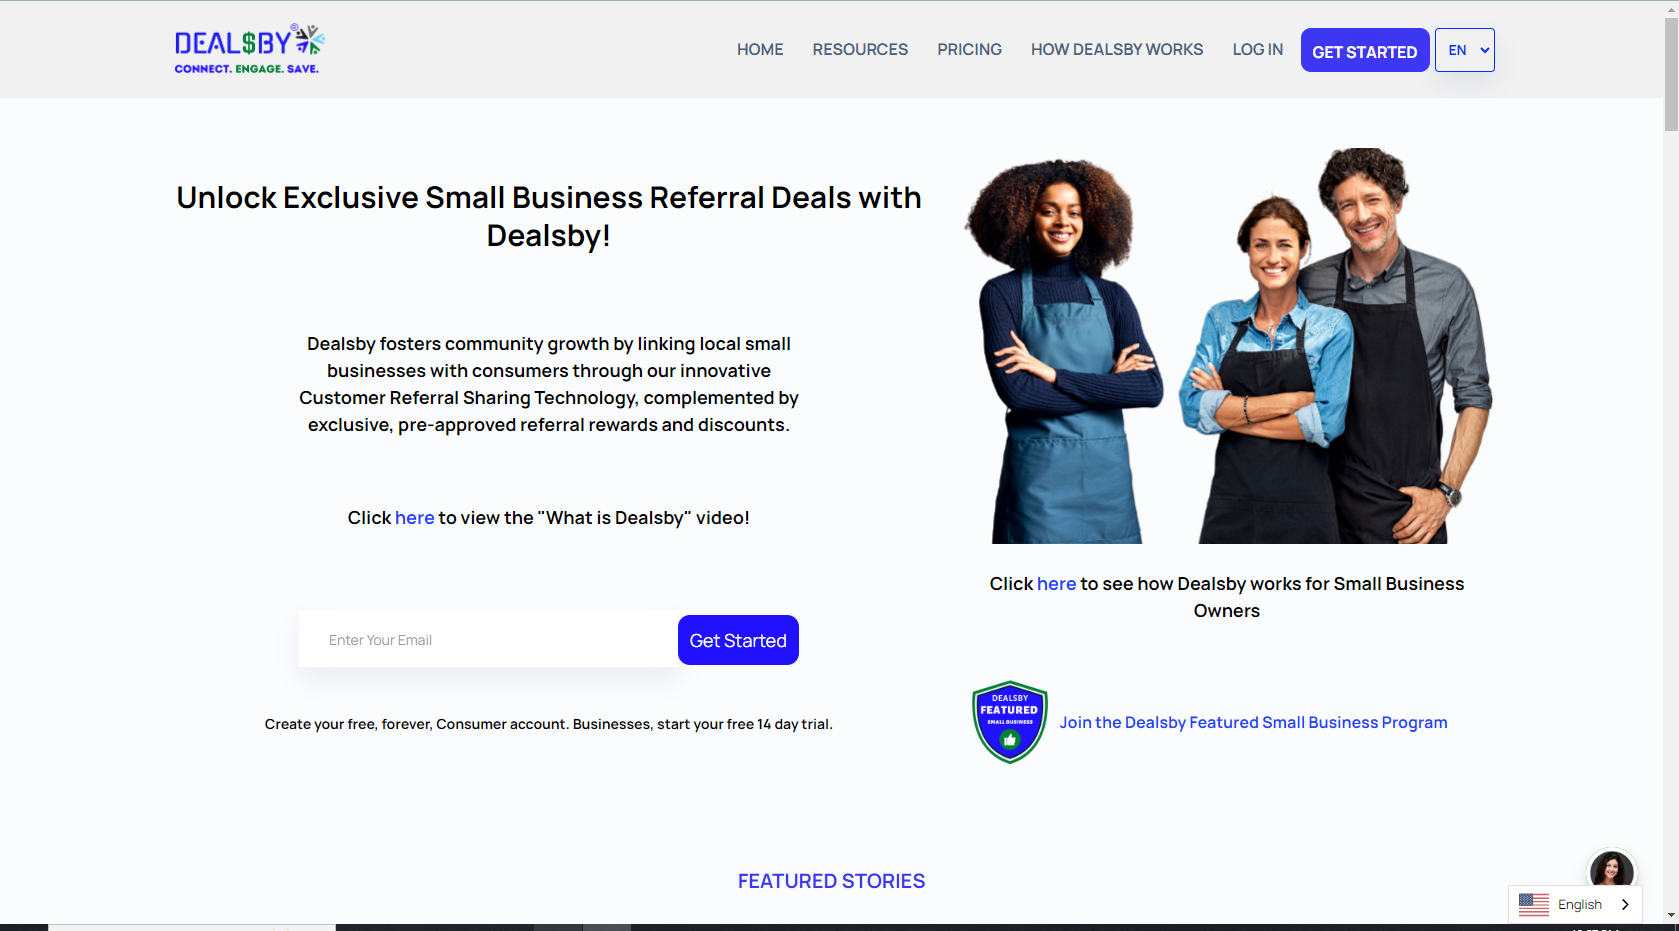 DEAL$BY
CONNECT. ENGAGE. SAVE.
HOME
RESOURCES
PRICING
HOW DEALSBY WORKS
LOG IN
GET STARTED
EN
Unlock Exclusive Small Business Referral Deals with
Dealsby!
Dealsby fosters community growth by linking local small
businesses with consumers through our innovative
Customer Referral Sharing Technology, complemented by
exclusive, pre-approved referral rewards and discounts.
Click here to view the "What is Dealsby" video!
Enter Your Email
Get Started
Create your free, forever, Consumer account. Businesses, start your free 14 day trial.
Click here to see how Dealsby works for Small Business
Owners
DEALSBY
FEATURED
SMALL BUSINESS
Join the Dealsby Featured Small Business Program
FEATURED STORIES
English